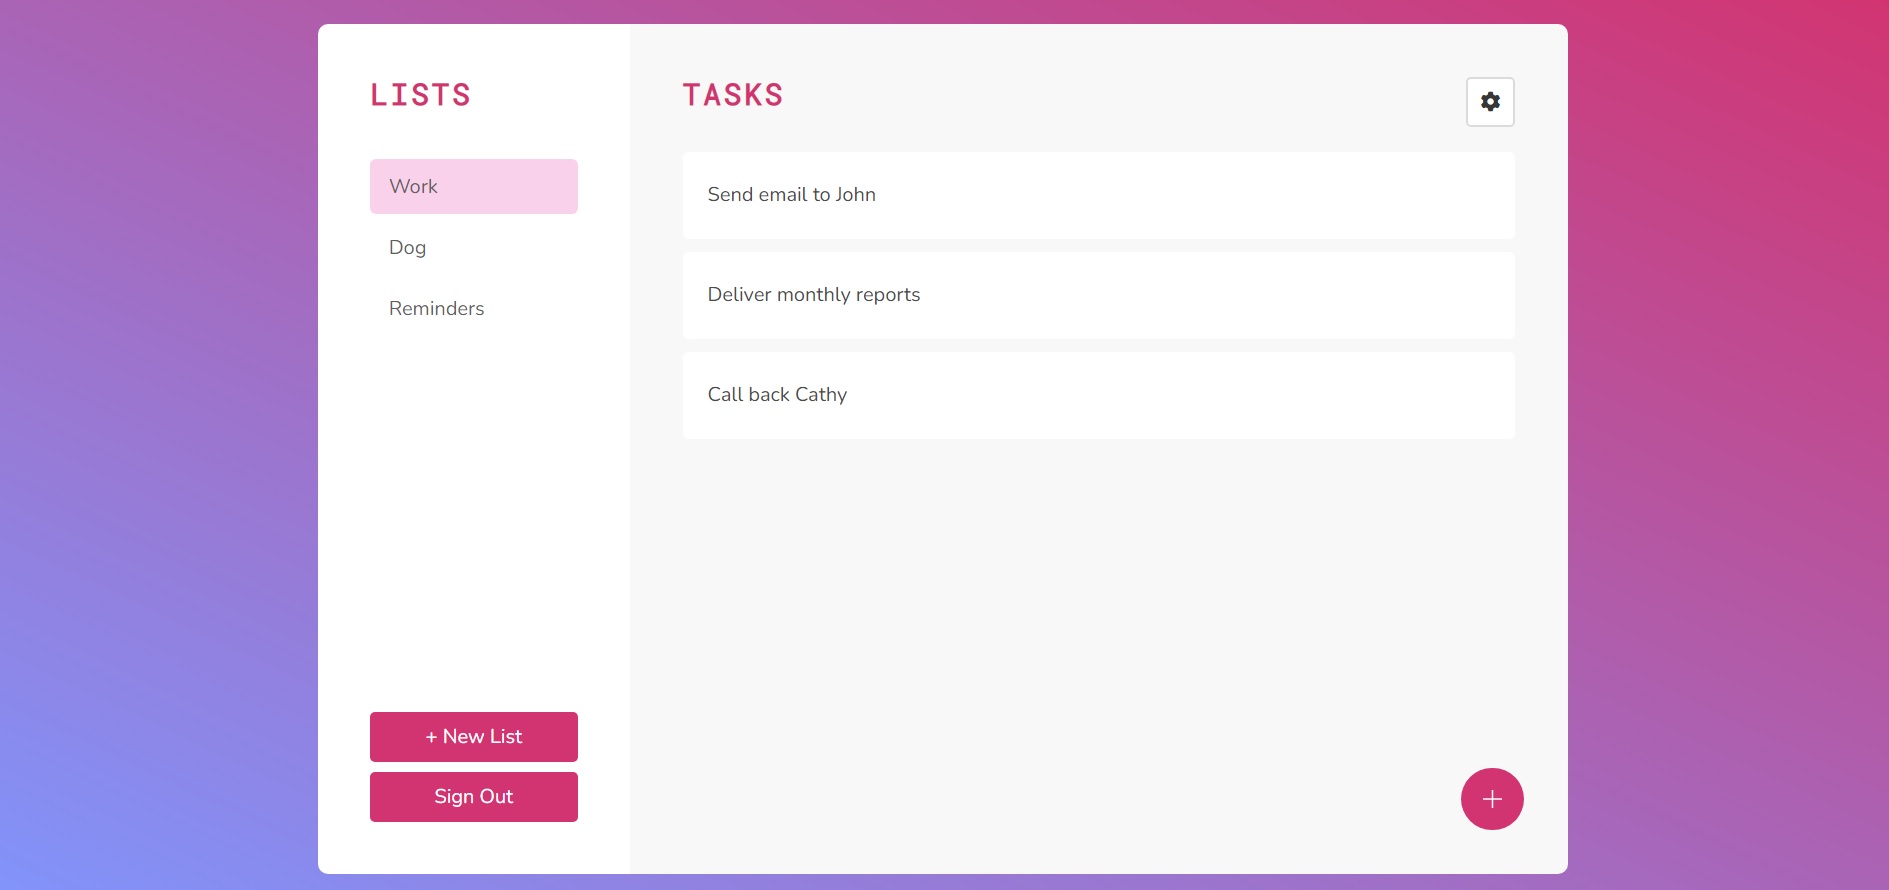 LISTS
Work
Dog
Reminders
+ New List
Sign Out
TASKS
Send email to John
Deliver monthly reports
Call back Cathy